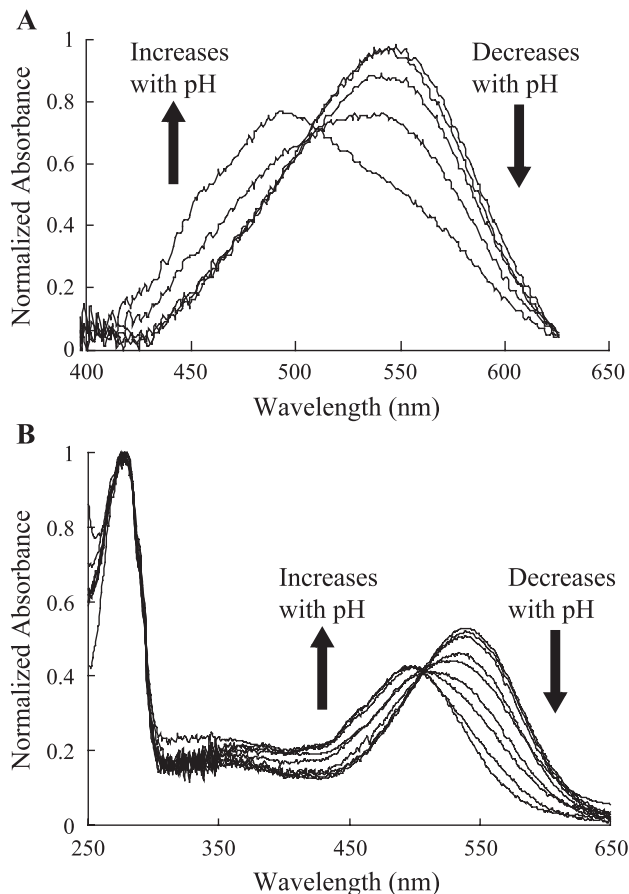 A
Increases
with pH
Decreases
with pH
Normalized Absorbance
1
0.8
0.6
0.4
0.2
0
400
450
500
550
600
650
Wavelength (nm)
B
Increases
with pH
Decreases
with pH
Normalized Absorbance
1
0.8
0.6
0.4
0.2
0
250
350
450
550
650
Wavelength (nm)